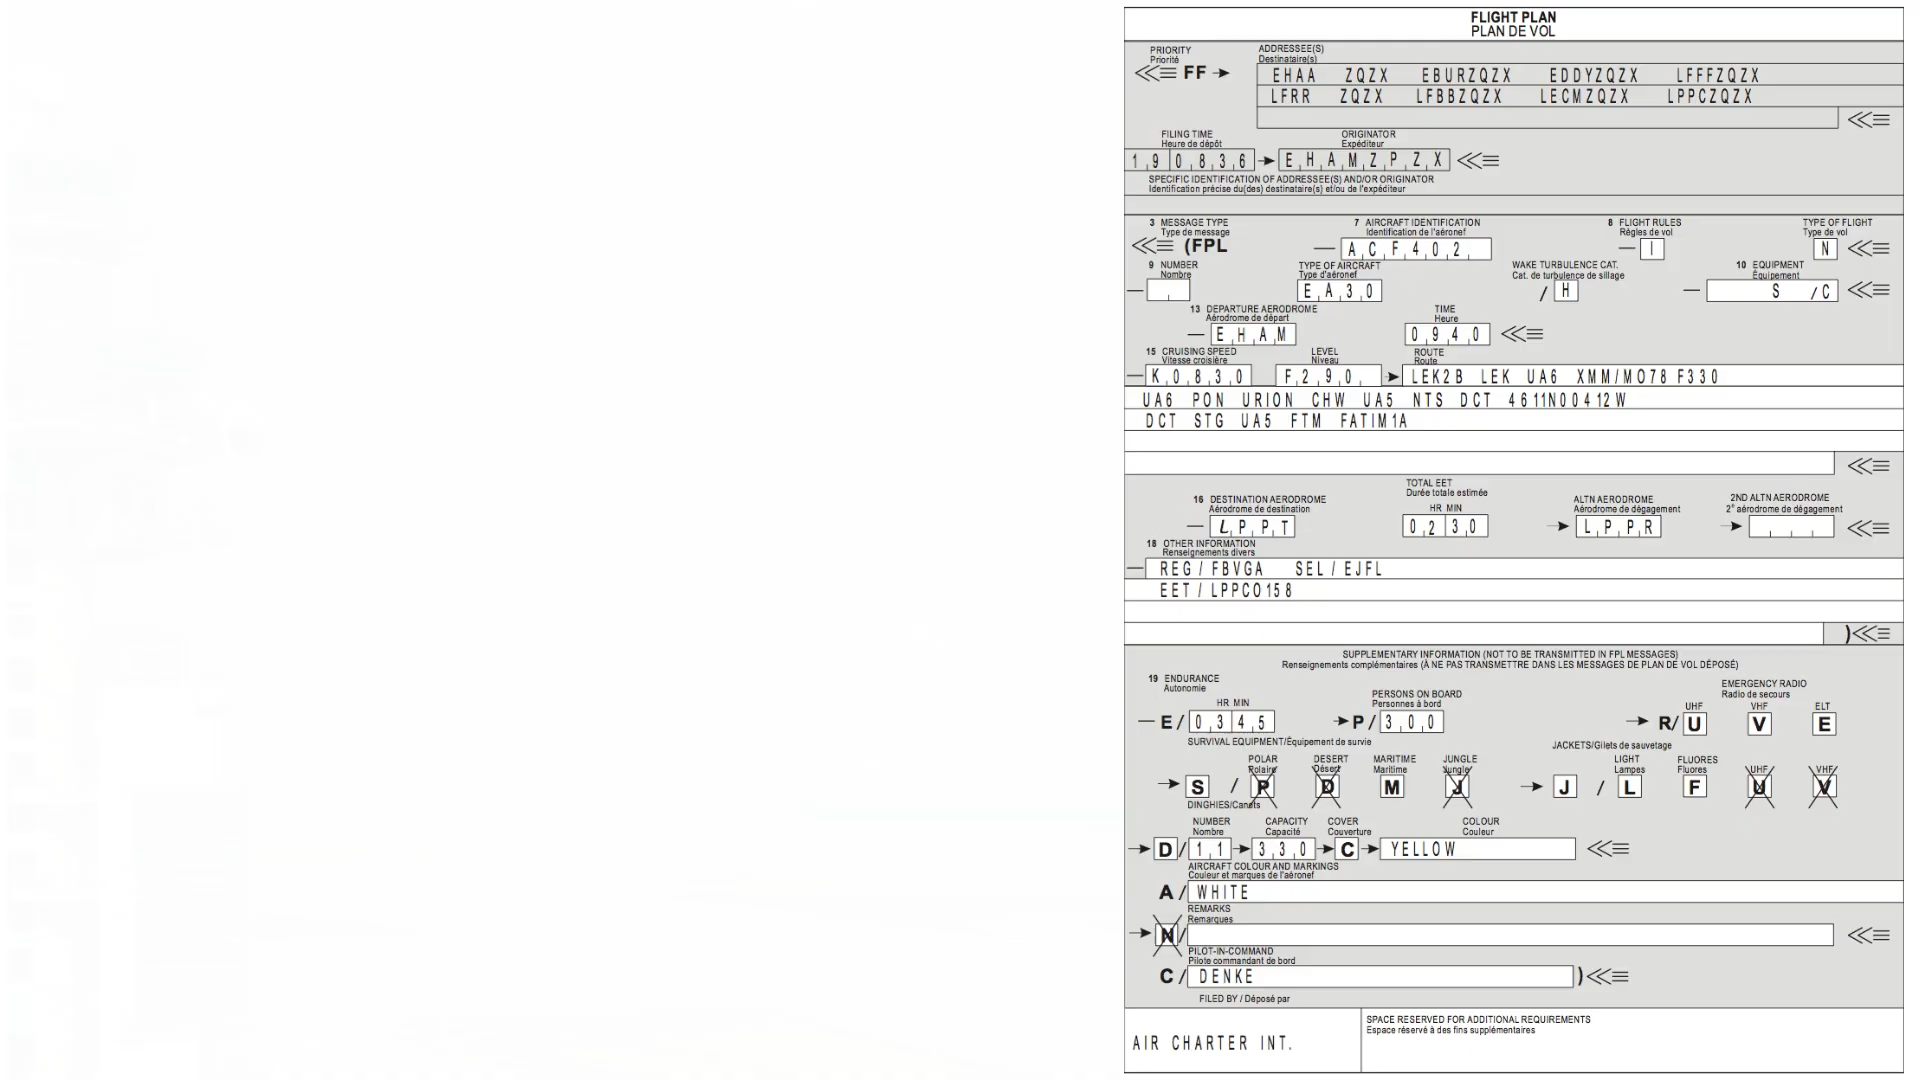 FLIGHT PLAN
PLAN DE VOL
PRIORITY
Priorité
ADDRESSEE(S)
Destinataire(s)
FF
EHAA ZQZX EBURZQZX EDDYZQZX LFFFZQZX
LFRR ZQZX LFBBZQZX LECMZQZX LPPCZQZX
FILING TIME
Heure de dépôt
ORIGINATOR
Expéditeur
190836 EHAMZPZX
SPECIFIC IDENTIFICATION OF ADDRESSEE(S) AND/OR ORIGINATOR
Identification précise du(des) destinataire(s) et/ou de l'expéditeur
3 MESSAGE TYPE
Type de message
7 AIRCRAFT IDENTIFICATION
Identification de l'aéronef
8 FLIGHT RULES
Règles de vol
TYPE OF FLIGHT
Type de vol
(FPL — ACF402 — I N
9 NUMBER
Nombre
TYPE OF AIRCRAFT
Type d'aéronef
WAKE TURBULENCE CAT.
Cat. de turbulence de sillage
10 EQUIPMENT
Équipement
— EA30 / H — S /C
13 DEPARTURE AERODROME
Aérodrome de départ
TIME
Heure
— EHAM 0940
15 CRUISING SPEED
Vitesse croisière
LEVEL
Niveau
ROUTE
Route
— K0830 F290 LEK2B LEK UA6 XMM/MO78 F330
UA6 PON URION CHW UA5 NTS DCT 4611N00412W
DCT STG UA5 FTM FATIM1A
16 DESTINATION AERODROME
Aérodrome de destination
TOTAL EET
Durée totale estimée
HR MIN
ALTN AERODROME
Aérodrome de dégagement
2ND ALTN AERODROME
2e aérodrome de dégagement
— LPPT 0230 LPPR
18 OTHER INFORMATION
Renseignements divers
— REG / FBVGA SEL / EJFL
EET / LPPC0158
)
SUPPLEMENTARY INFORMATION (NOT TO BE TRANSMITTED IN FPL MESSAGES)
Renseignements complémentaires (À NE PAS TRANSMETTRE DANS LES MESSAGES DE PLAN DE VOL DÉPOSÉ)
19 ENDURANCE
Autonomie
HR MIN
PERSONS ON BOARD
Personnes à bord
EMERGENCY RADIO
Radio de secours
UHF VHF ELT
— E / 0345 P / 300 R/ U V E
SURVIVAL EQUIPMENT/Équipement de survie
JACKETS/Gilets de sauvetage
POLAR
Polaire
DESERT
Désert
MARITIME
Maritime
JUNGLE
Jungle
LIGHT
Lampes
FLUORES
Fluores
UHF VHF
S / P D M J J / L F U V
DINGHIES/Canots
NUMBER
Nombre
CAPACITY
Capacité
COVER
Couverture
COLOUR
Couleur
D / 11 330 C YELLOW
AIRCRAFT COLOUR AND MARKINGS
Couleur et marques de l'aéronef
A / WHITE
REMARKS
Remarques
N /
PILOT-IN-COMMAND
Pilote commandant de bord
C / DENKE )
FILED BY / Déposé par
AIR CHARTER INT.
SPACE RESERVED FOR ADDITIONAL REQUIREMENTS
Espace réservé à des fins supplémentaires